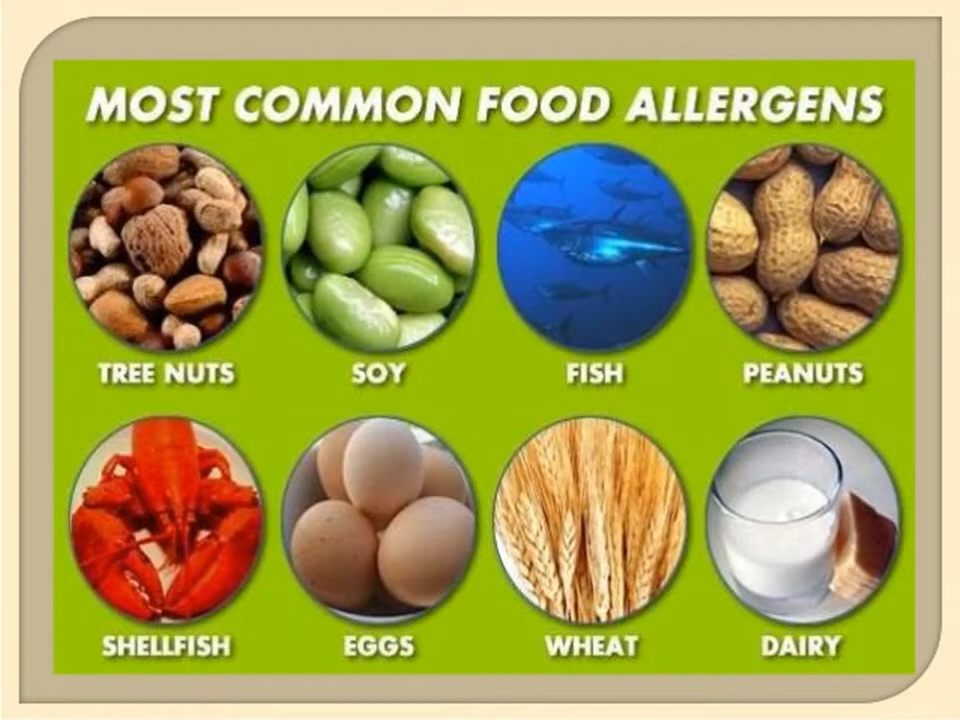 MOST COMMON FOOD ALLERGENS
TREE NUTS
SOY
FISH
PEANUTS
SHELLFISH
EGGS
WHEAT
DAIRY